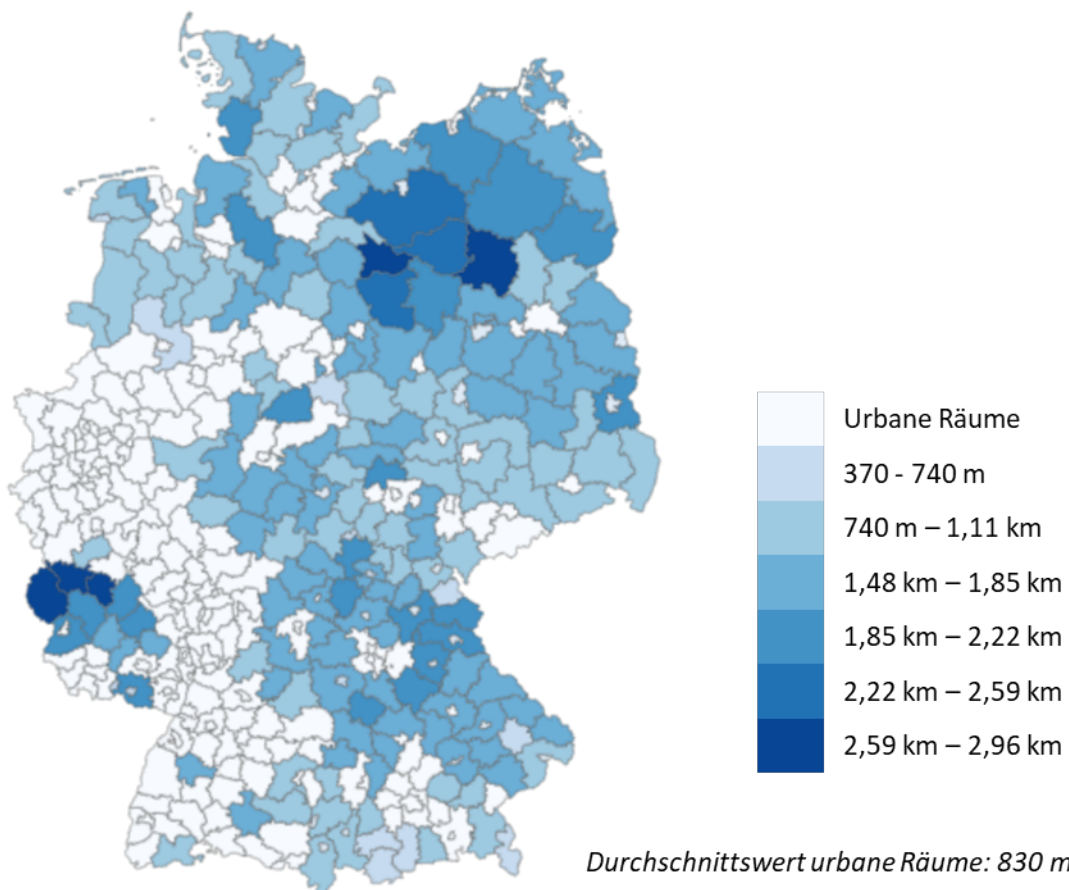 Urbane Räume
370 - 740 m
740 m – 1,11 km
1,48 km – 1,85 km
1,85 km – 2,22 km
2,22 km – 2,59 km
2,59 km – 2,96 km
Durchschnittswert urbane Räume: 830 m